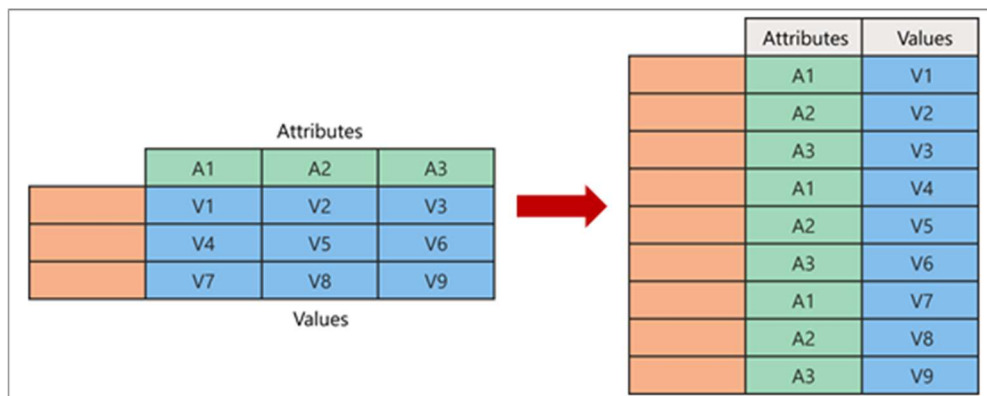 Attributes
A1 A2 A3
V1 V2 V3
V4 V5 V6
V7 V8 V9
Values
Attributes Values
A1 V1
A2 V2
A3 V3
A1 V4
A2 V5
A3 V6
A1 V7
A2 V8
A3 V9